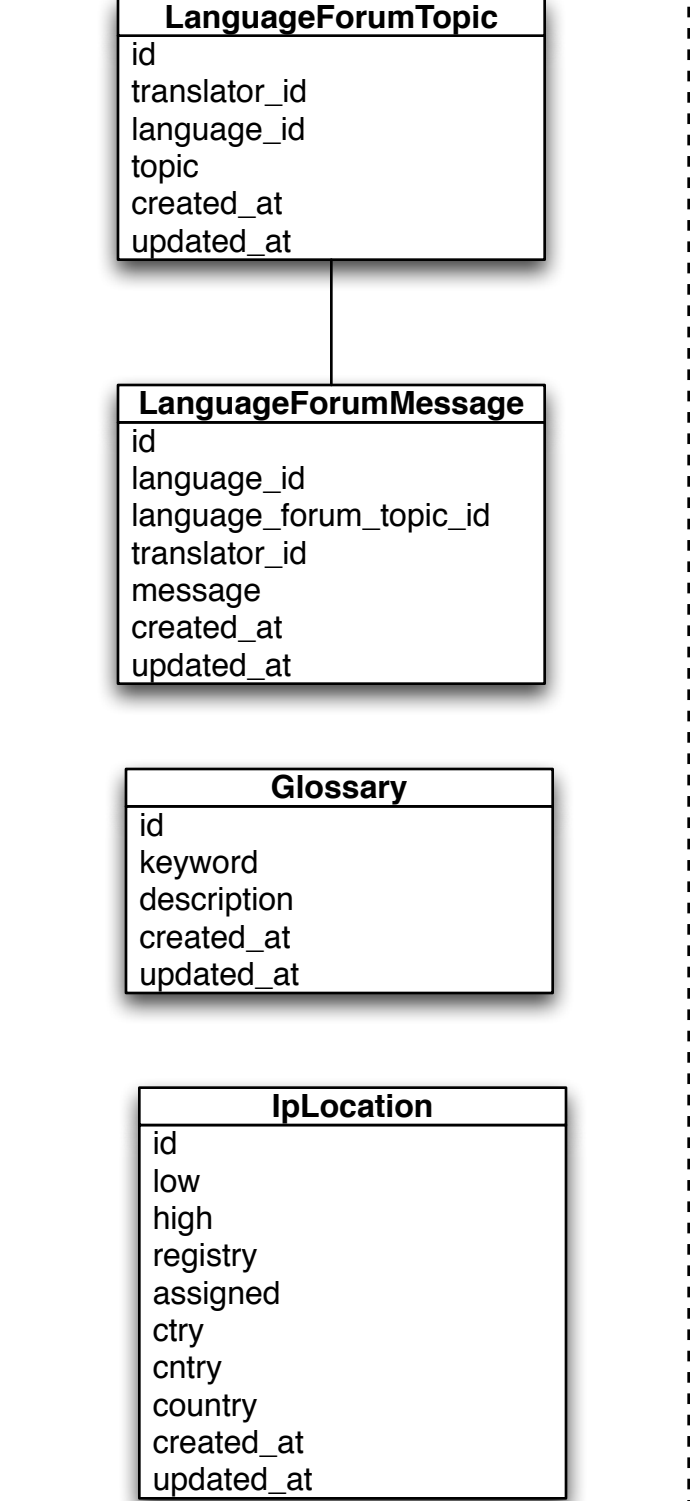 LanguageForumTopic
id
translator_id
language_id
topic
created_at
updated_at
LanguageForumMessage
id
language_id
language_forum_topic_id
translator_id
message
created_at
updated_at
Glossary
id
keyword
description
created_at
updated_at
IpLocation
id
low
high
registry
assigned
ctry
cntry
country
created_at
updated_at